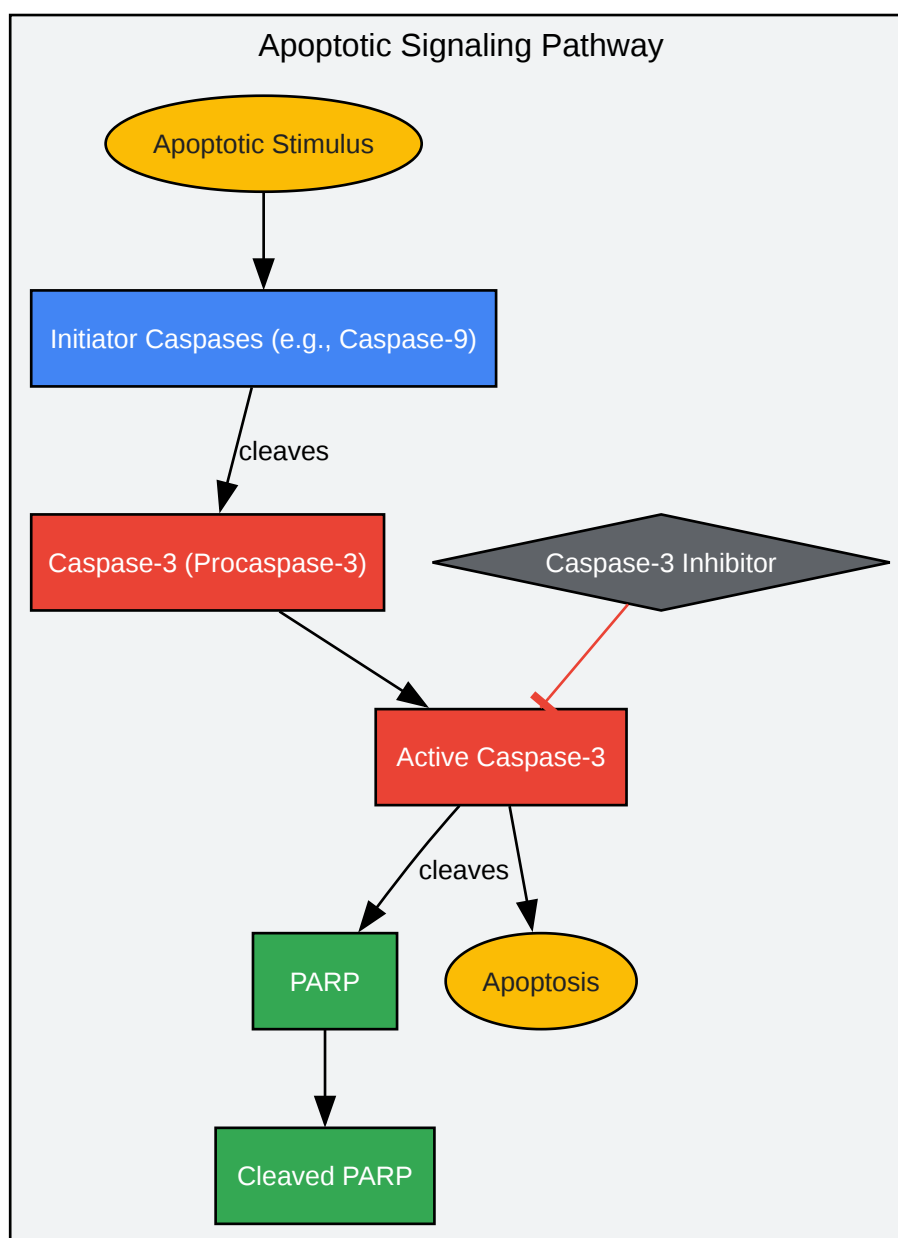 Apoptotic Signaling Pathway
Apoptotic Stimulus
Initiator Caspases (e.g., Caspase-9)
cleaves
Caspase-3 (Procaspase-3)
Caspase-3 Inhibitor
Active Caspase-3
cleaves
PARP
Apoptosis
Cleaved PARP